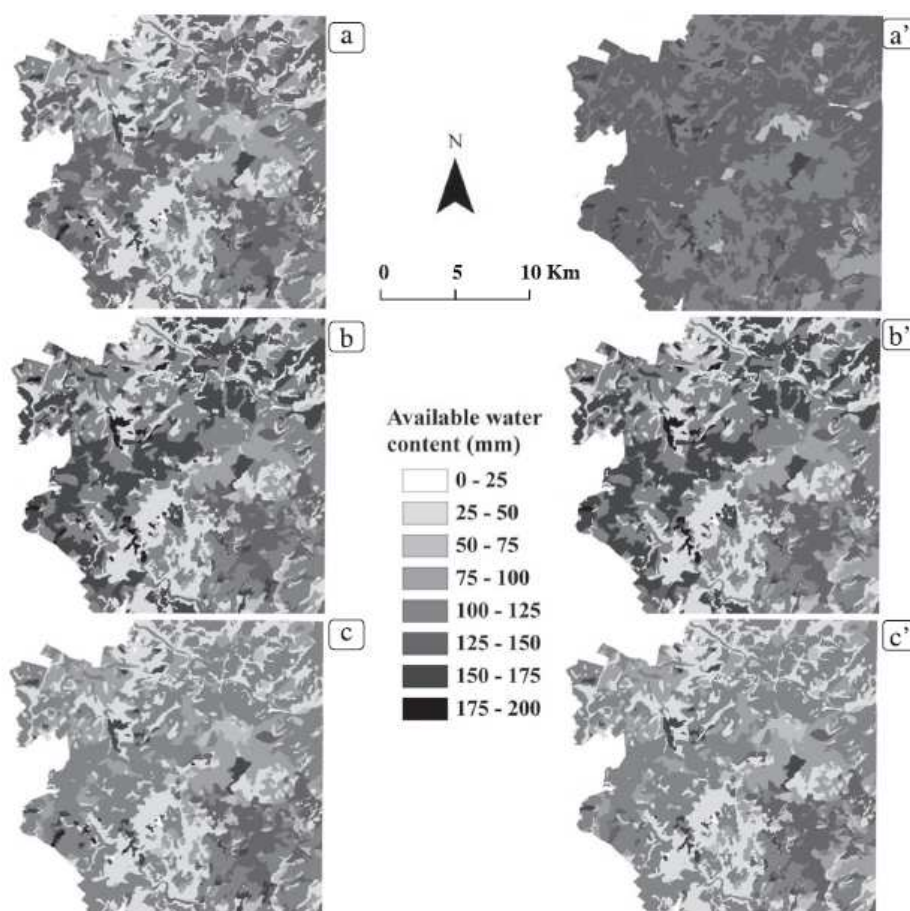 a
a'
N
0 5 10 Km
b
b'
Available water
content (mm)
0 - 25
25 - 50
50 - 75
75 - 100
100 - 125
125 - 150
150 - 175
175 - 200
c
c'